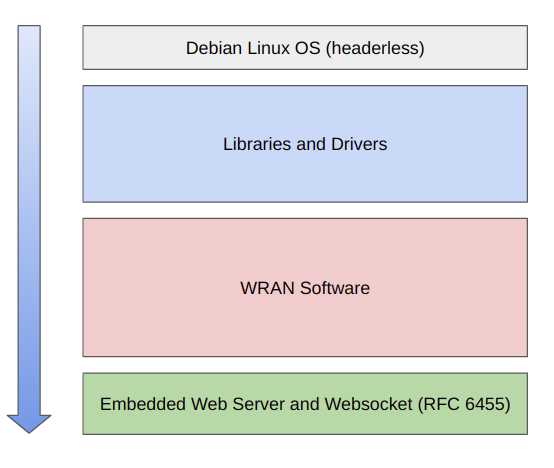 Debian Linux OS (headerless)
Libraries and Drivers
WRAN Software
Embedded Web Server and Websocket (RFC 6455)